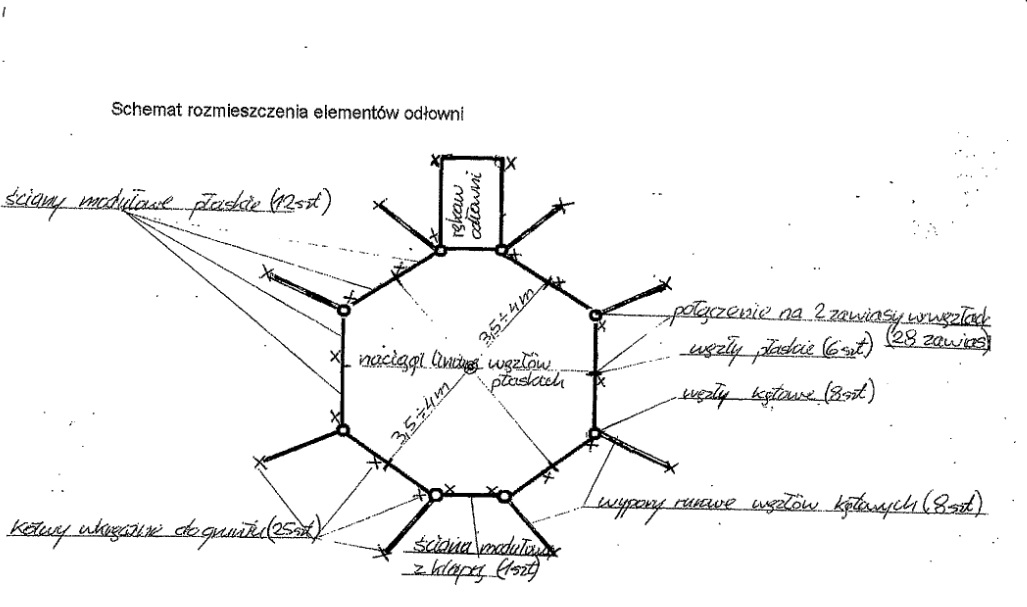 Schemat rozmieszczenia elementów odłowni
ściany modułowe płaskie (12szt)
rękaw
odłowni
3,5÷4m
połączenie na 2 zawiasy w węzłach
(28 zawias)
węzły płaskie (6szt)
naciągi linowe węzłów
płaskich
węzły kątowe (8szt)
3,5÷4m
wypory rurowe węzłów kątowych (8szt)
kotwy wkręcane do gruntu (25szt)
ściana modułowa
z klapą (1szt)